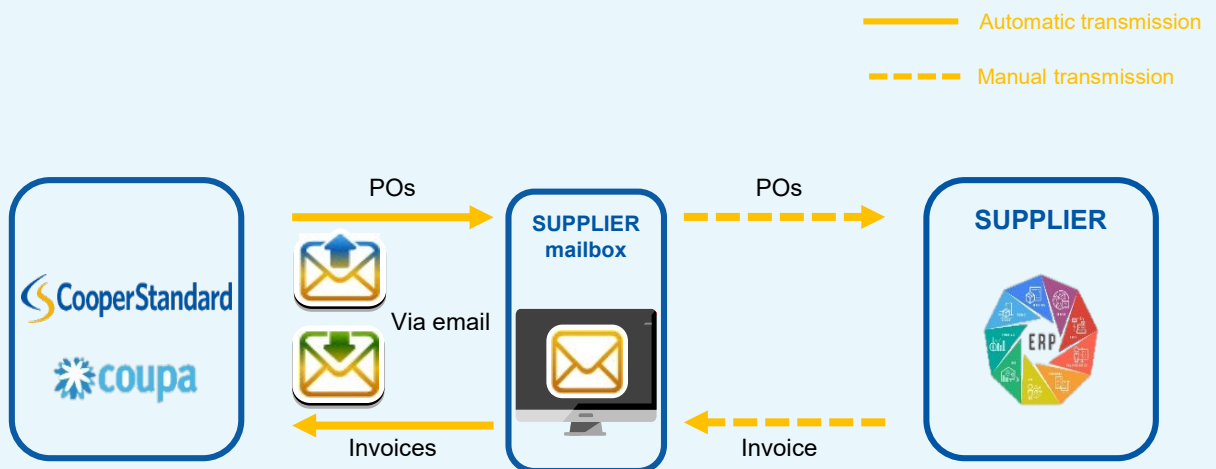 Automatic transmission
Manual transmission
POs
POs
SUPPLIER
mailbox
SUPPLIER
CooperStandard
Via email
coupa
ERP
Invoices
Invoice